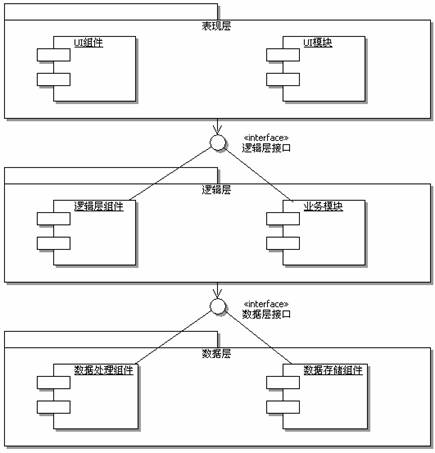 表现层
UI组件
UI模块
«interface»
逻辑层接口
逻辑层
逻辑层组件
业务模块
«interface»
数据层接口
数据层
数据处理组件
数据存储组件